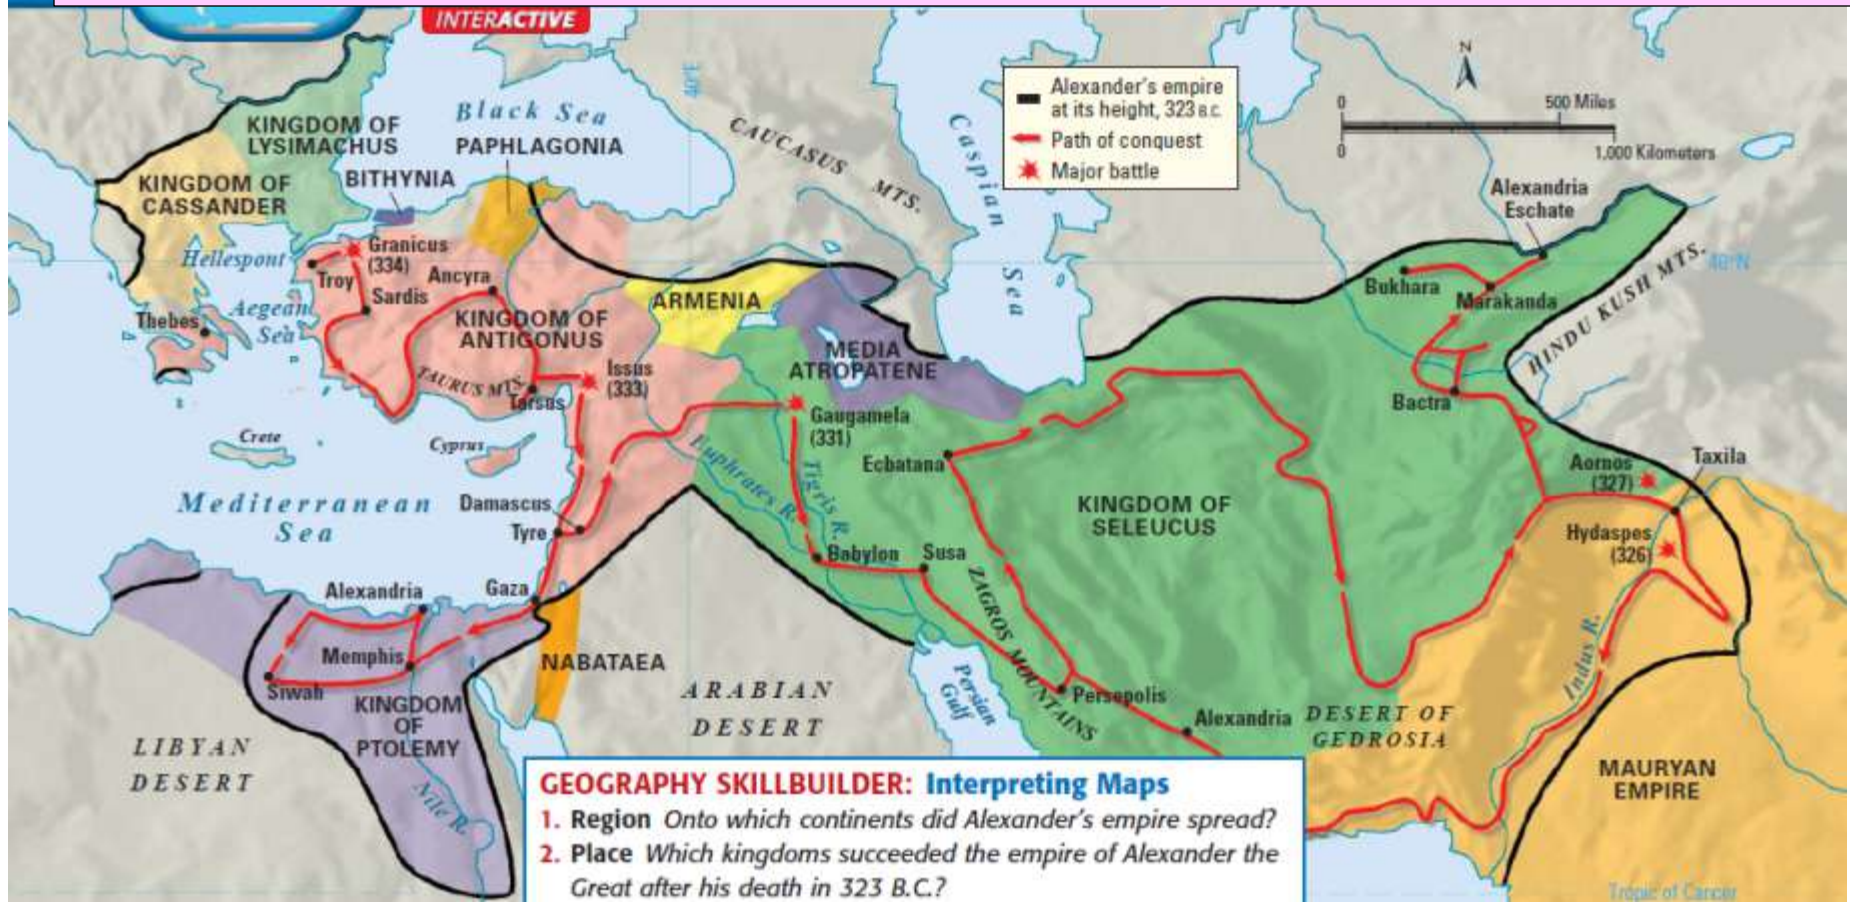 INTERACTIVE
Black Sea
KINGDOM OF
LYSIMACHUS
PAPHLAGONIA
BITHYNIA
KINGDOM OF
CASSANDER
40°E
CAUCASUS MTS.
Caspian Sea
Alexander's empire
at its height, 323 B.C.
Path of conquest
Major battle
N
0 500 Miles
0 1,000 Kilometers
Alexandria
Eschate
40°N
HINDU KUSH MTS.
Hellespont
Granicus
(334)
Troy
Ancyra
Sardis
Aegean
Sea
Thebes
KINGDOM OF
ANTIGONUS
ARMENIA
MEDIA
ATROPATENE
Bukhara
Marakanda
TAURUS MTS.
Tarsus
Issus
(333)
Bactra
Gaugamela
(331)
Crete
Cyprus
Euphrates R.
Tigris R.
Ecbatana
Aornos
(327)
Taxila
Mediterranean
Sea
Damascus
Tyre
KINGDOM OF
SELEUCUS
Hydaspes
(326)
Babylon
Susa
Alexandria
Gaza
ZAGROS MOUNTAINS
Memphis
Siwah
NABATAEA
Indus R.
KINGDOM
OF
PTOLEMY
ARABIAN
DESERT
Persian
Gulf
Persepolis
Alexandria
DESERT OF
GEDROSIA
LIBYAN
DESERT
Nile R.
MAURYAN
EMPIRE
GEOGRAPHY SKILLBUILDER: Interpreting Maps
1. Region Onto which continents did Alexander's empire spread?
2. Place Which kingdoms succeeded the empire of Alexander the
Great after his death in 323 B.C.?
Tropic of Cancer